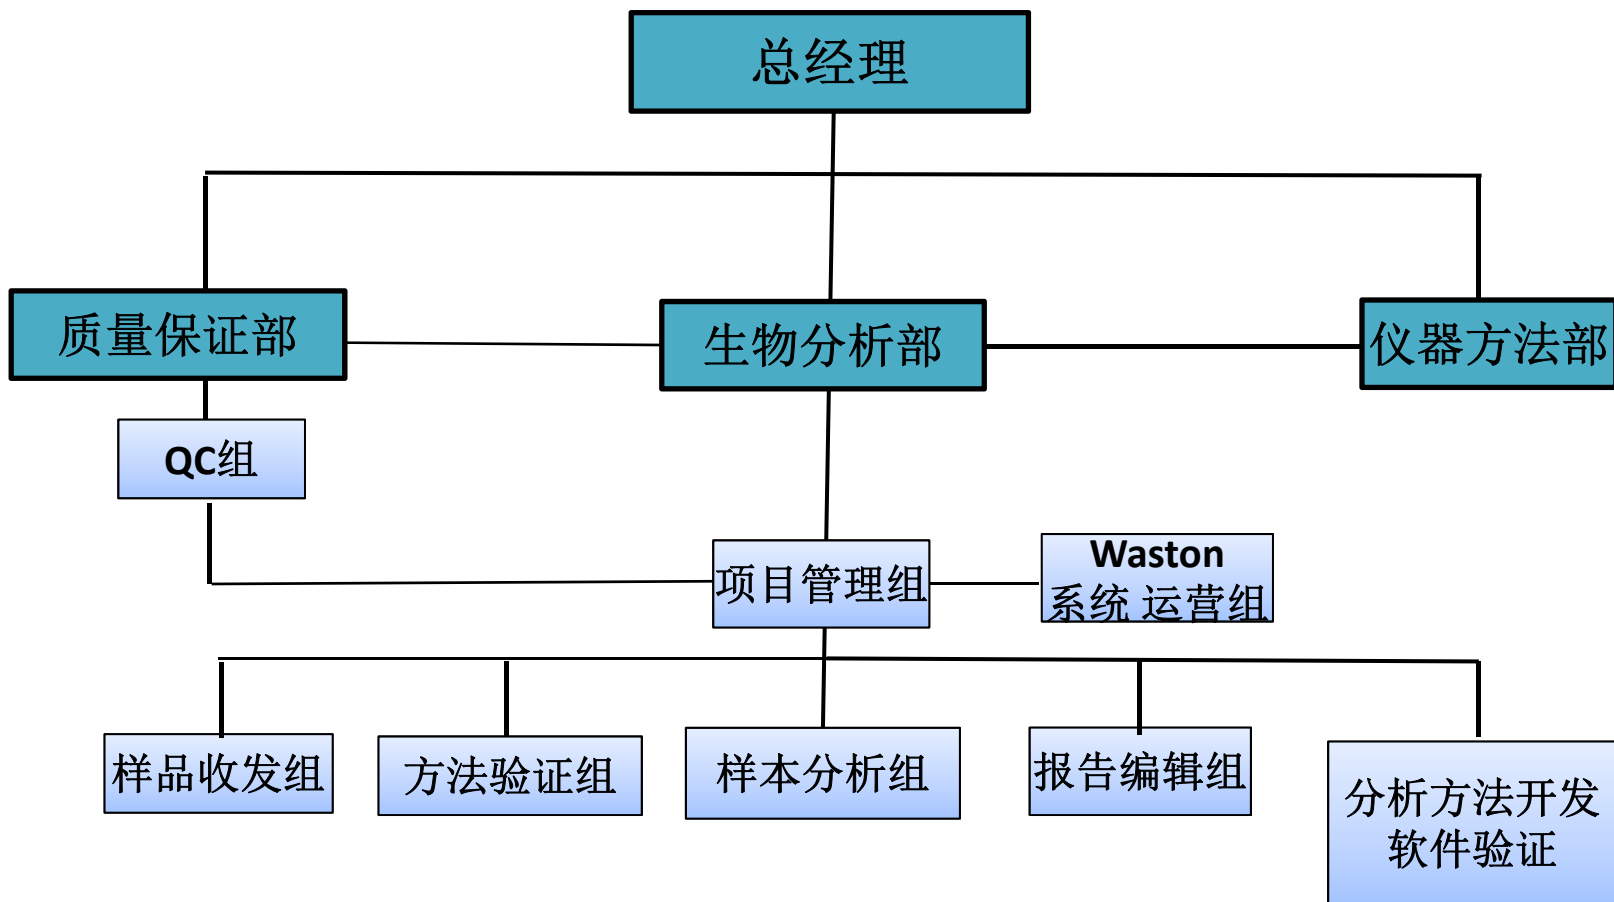 总经理
质量保证部
生物分析部
仪器方法部
QC组
项目管理组
Waston
系统 运营组
样品收发组
方法验证组
样本分析组
报告编辑组
分析方法开发
软件验证